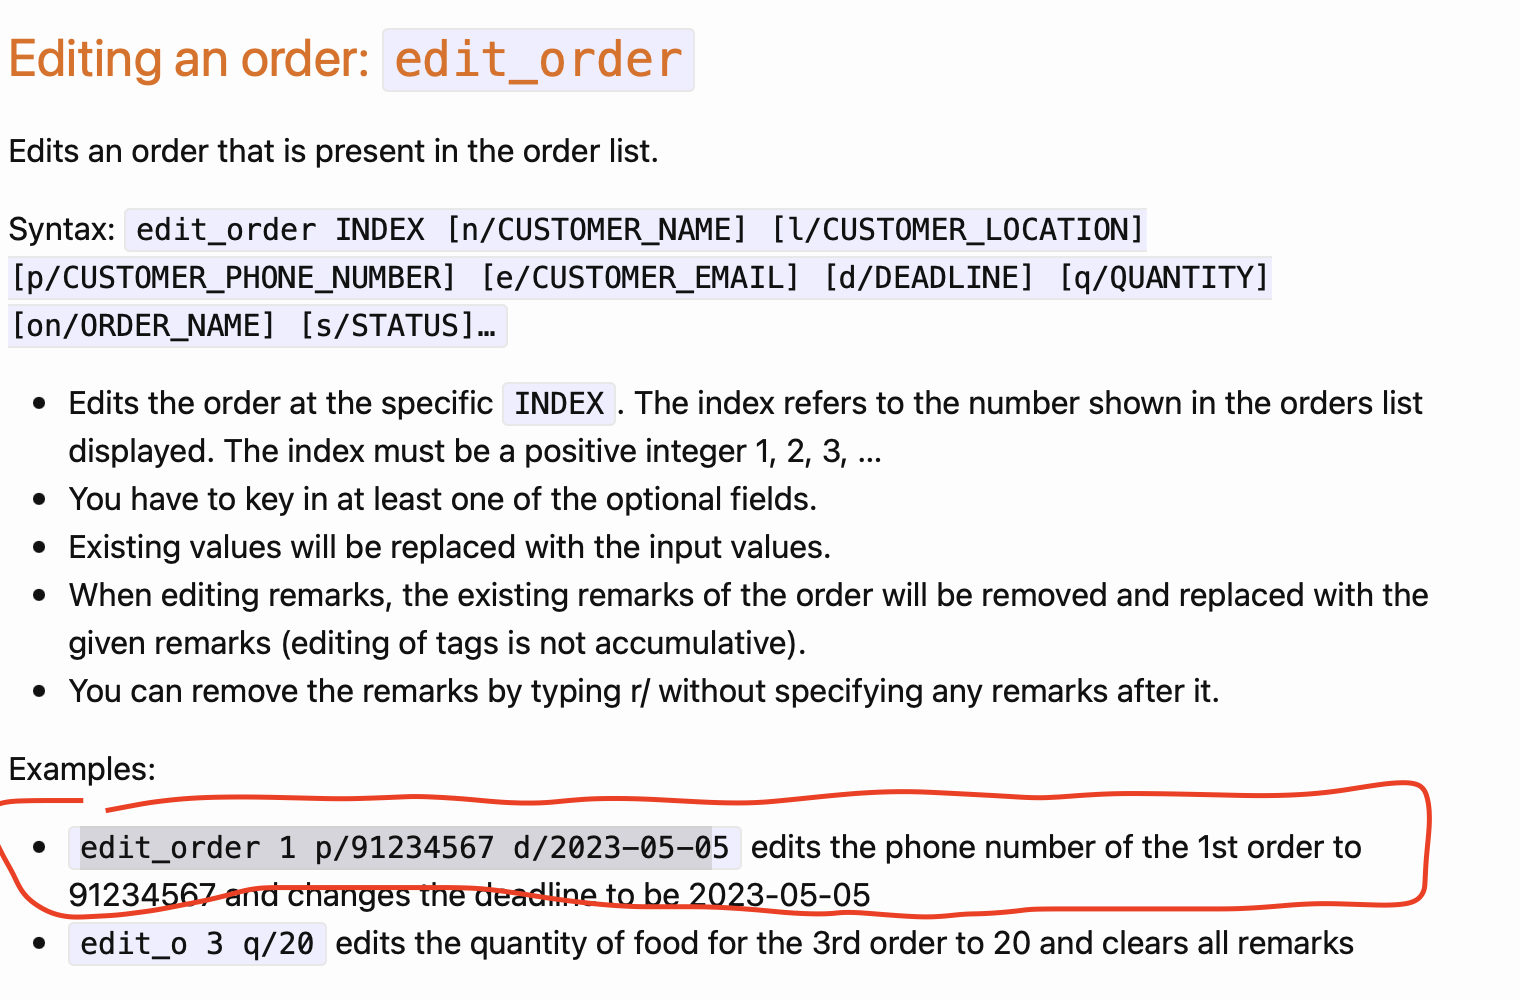 Editing an order: edit_order
Edits an order that is present in the order list.
Syntax: edit_order INDEX [n/CUSTOMER_NAME] [l/CUSTOMER_LOCATION]
[p/CUSTOMER_PHONE_NUMBER] [e/CUSTOMER_EMAIL] [d/DEADLINE] [q/QUANTITY]
[on/ORDER_NAME] [s/STATUS]…
• Edits the order at the specific INDEX. The index refers to the number shown in the orders list
displayed. The index must be a positive integer 1, 2, 3, …
• You have to key in at least one of the optional fields.
• Existing values will be replaced with the input values.
• When editing remarks, the existing remarks of the order will be removed and replaced with the
given remarks (editing of tags is not accumulative).
• You can remove the remarks by typing r/ without specifying any remarks after it.
Examples:
• edit_order 1 p/91234567 d/2023-05-05 edits the phone number of the 1st order to
91234567 and changes the deadline to be 2023-05-05
• edit_o 3 q/20 edits the quantity of food for the 3rd order to 20 and clears all remarks